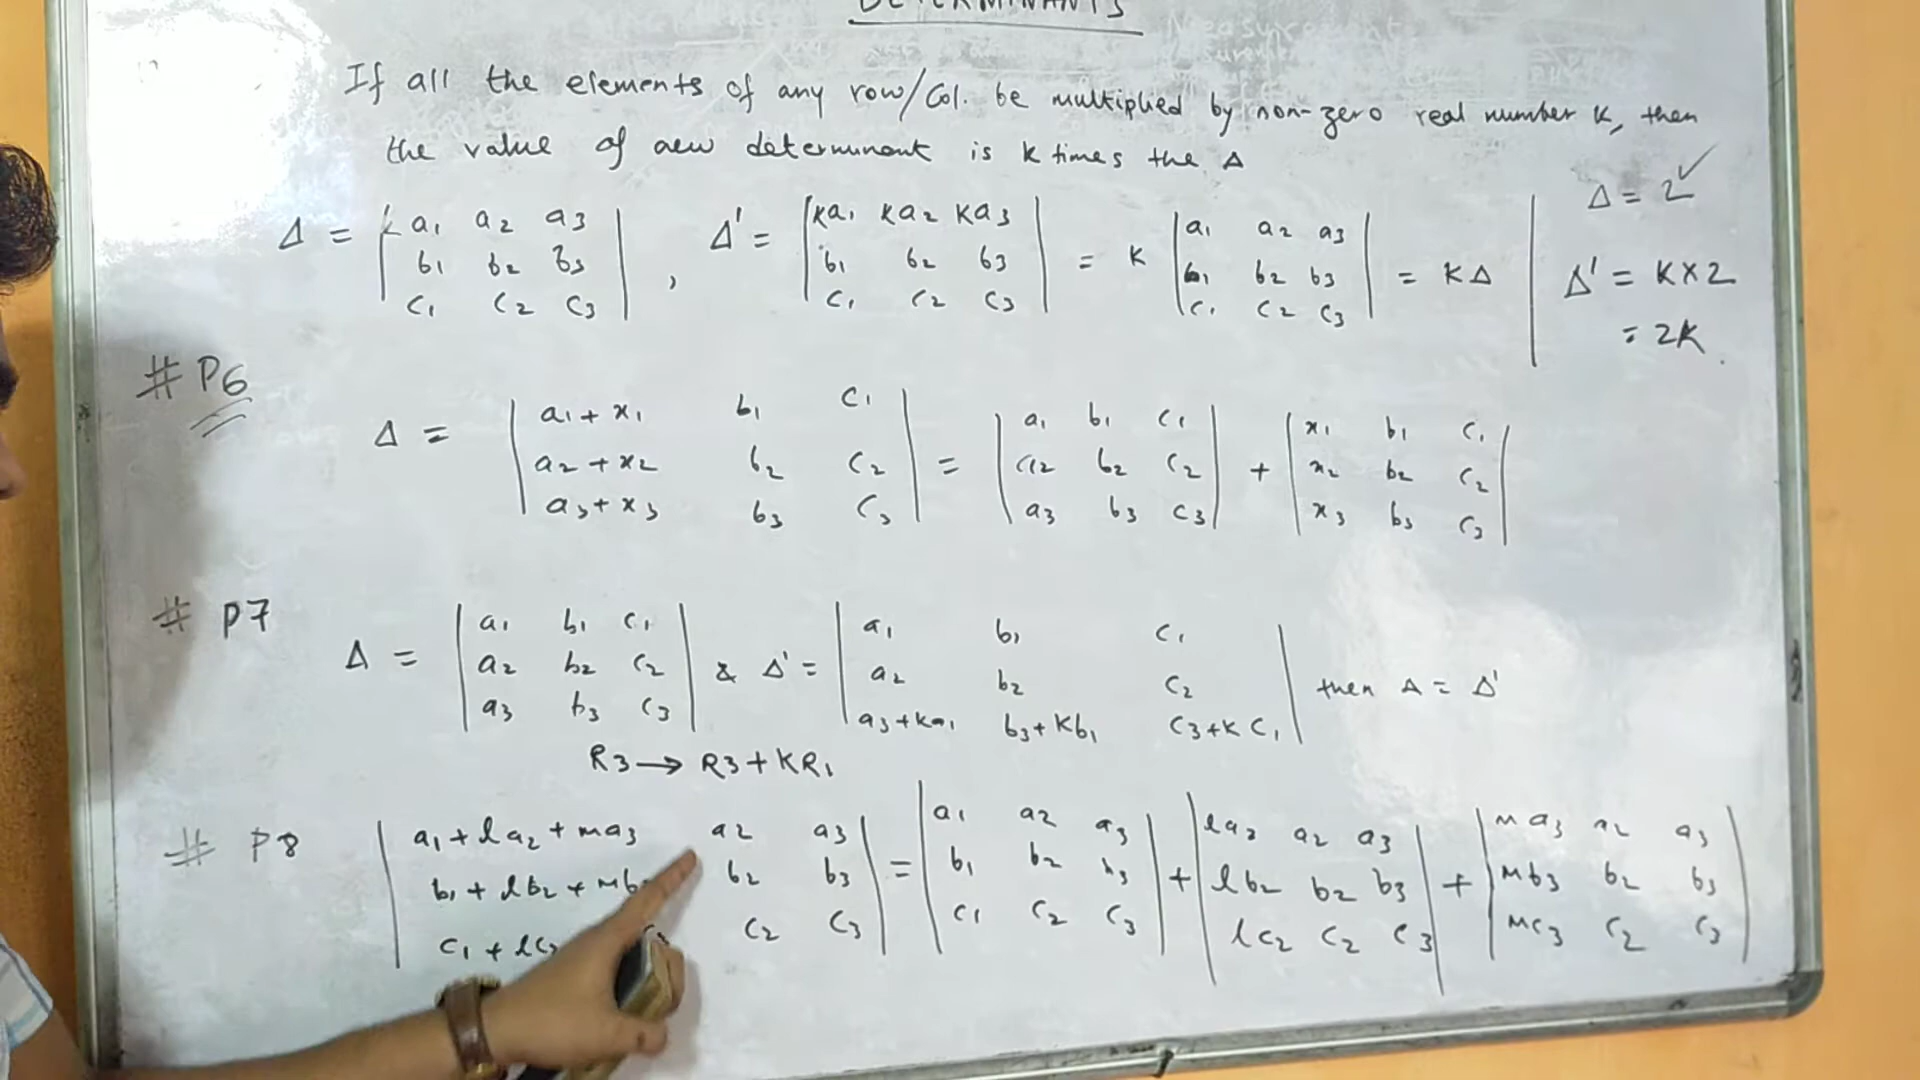 DETERMINANTS
If all the elements of any row/Col. be multiplied by non-zero real number K, then
the value of new determinant is K times the Δ
Δ = | a1 a2 a3 | , Δ' = | Ka1 Ka2 Ka3 | = K | a1 a2 a3 | = KΔ
| b1 b2 b3 | | b1 b2 b3 | | b1 b2 b3 |
| c1 c2 c3 | | c1 c2 c3 | | c1 c2 c3 |
Δ = 2 ✓
Δ' = K×2
= 2K.
# P6
Δ = | a1 + x1 b1 c1 | = | a1 b1 c1 | + | x1 b1 c1 |
| a2 + x2 b2 c2 | | a2 b2 c2 | | x2 b2 c2 |
| a3 + x3 b3 c3 | | a3 b3 c3 | | x3 b3 c3 |
# P7
Δ = | a1 b1 c1 | & Δ' = | a1 b1 c1 | then Δ = Δ'
| a2 b2 c2 | | a2 b2 c2 |
| a3 b3 c3 | | a3+ka1 b3+Kb1 c3+K c1 |
R3 → R3 + KR1
# P8
| a1 + la2 + ma3 a2 a3 | = | a1 a2 a3 | + | la2 a2 a3 | + | ma3 a2 a3 |
| b1 + lb2 + mb b2 b3 | | b1 b2 b3 | | lb2 b2 b3 | | mb3 b2 b3 |
| c1 + lc2 c2 c3 | | c1 c2 c3 | | lc2 c2 c3 | | mc3 c2 c3 |